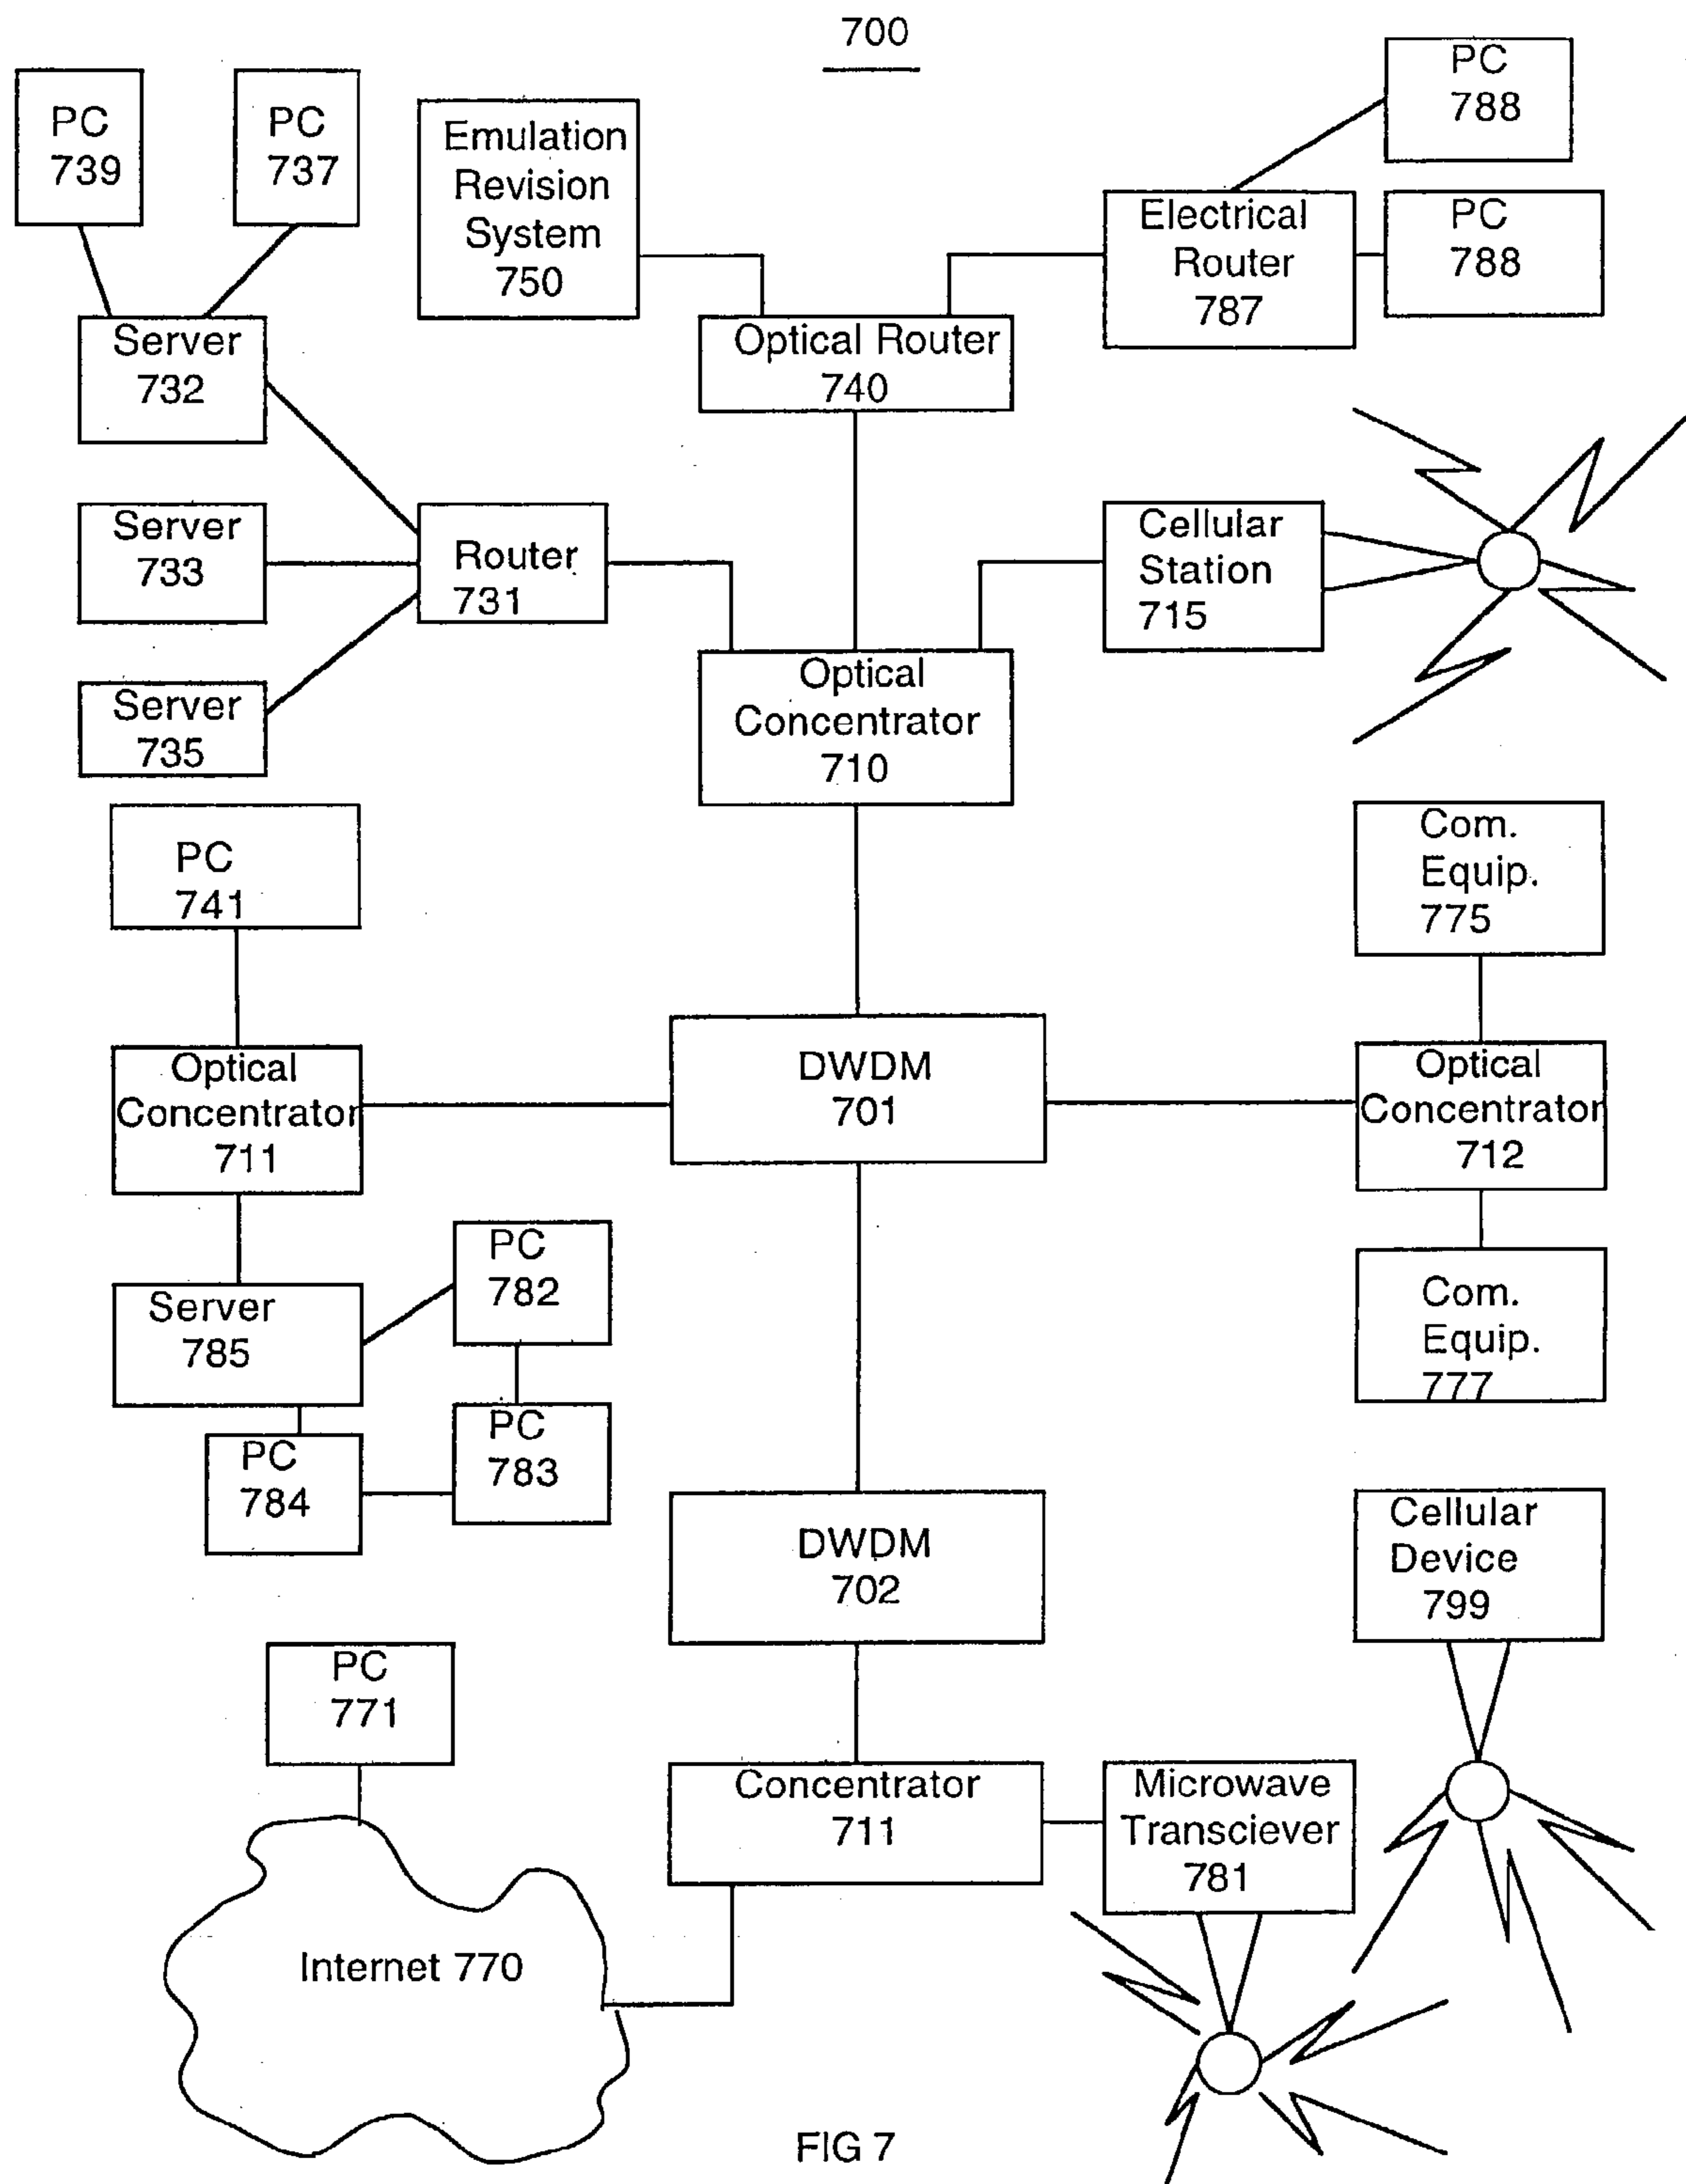 700
PC
739
PC
737
Emulation
Revision
System
750
PC
788
Electrical
Router
787
PC
788
Server
732
Optical Router
740
Server
733
Router
731
Cellular
Station
715
Server
735
Optical
Concentrator
710
PC
741
Com.
Equip.
775
Optical
Concentrator
711
DWDM
701
Optical
Concentrator
712
PC
782
Server
785
Com.
Equip.
777
PC
783
PC
784
DWDM
702
Cellular
Device
799
PC
771
Concentrator
711
Microwave
Transciever
781
Internet 770
FIG 7